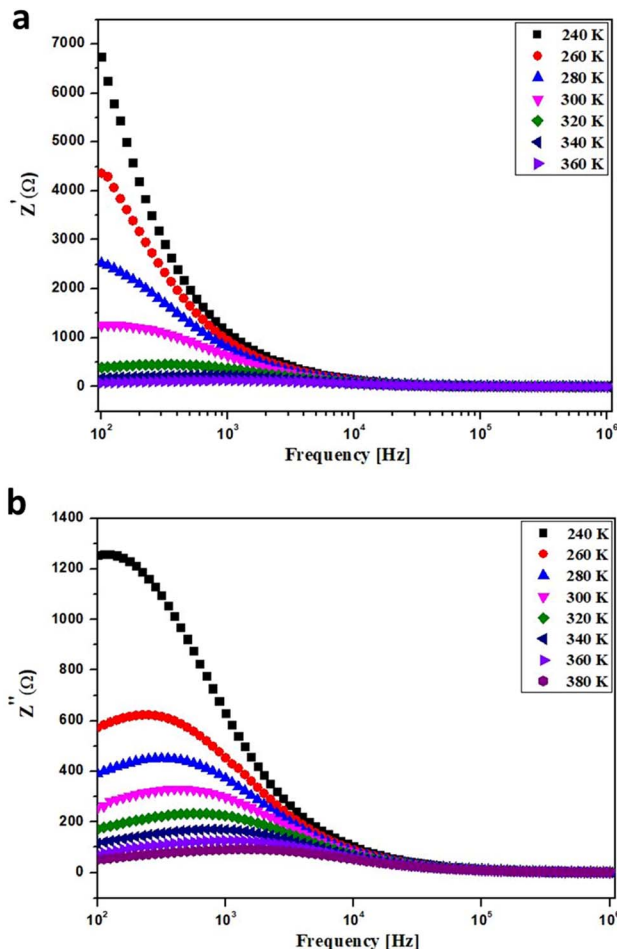 a
7000
6000
5000
4000
3000
2000
1000
0
Z' (Ω)
240 K
260 K
280 K
300 K
320 K
340 K
360 K
10² 10³ 10⁴ 10⁵ 10⁶
Frequency [Hz]
b
1400
1200
1000
800
600
400
200
0
Z'' (Ω)
240 K
260 K
280 K
300 K
320 K
340 K
360 K
380 K
10² 10³ 10⁴ 10⁵ 10⁶
Frequency [Hz]